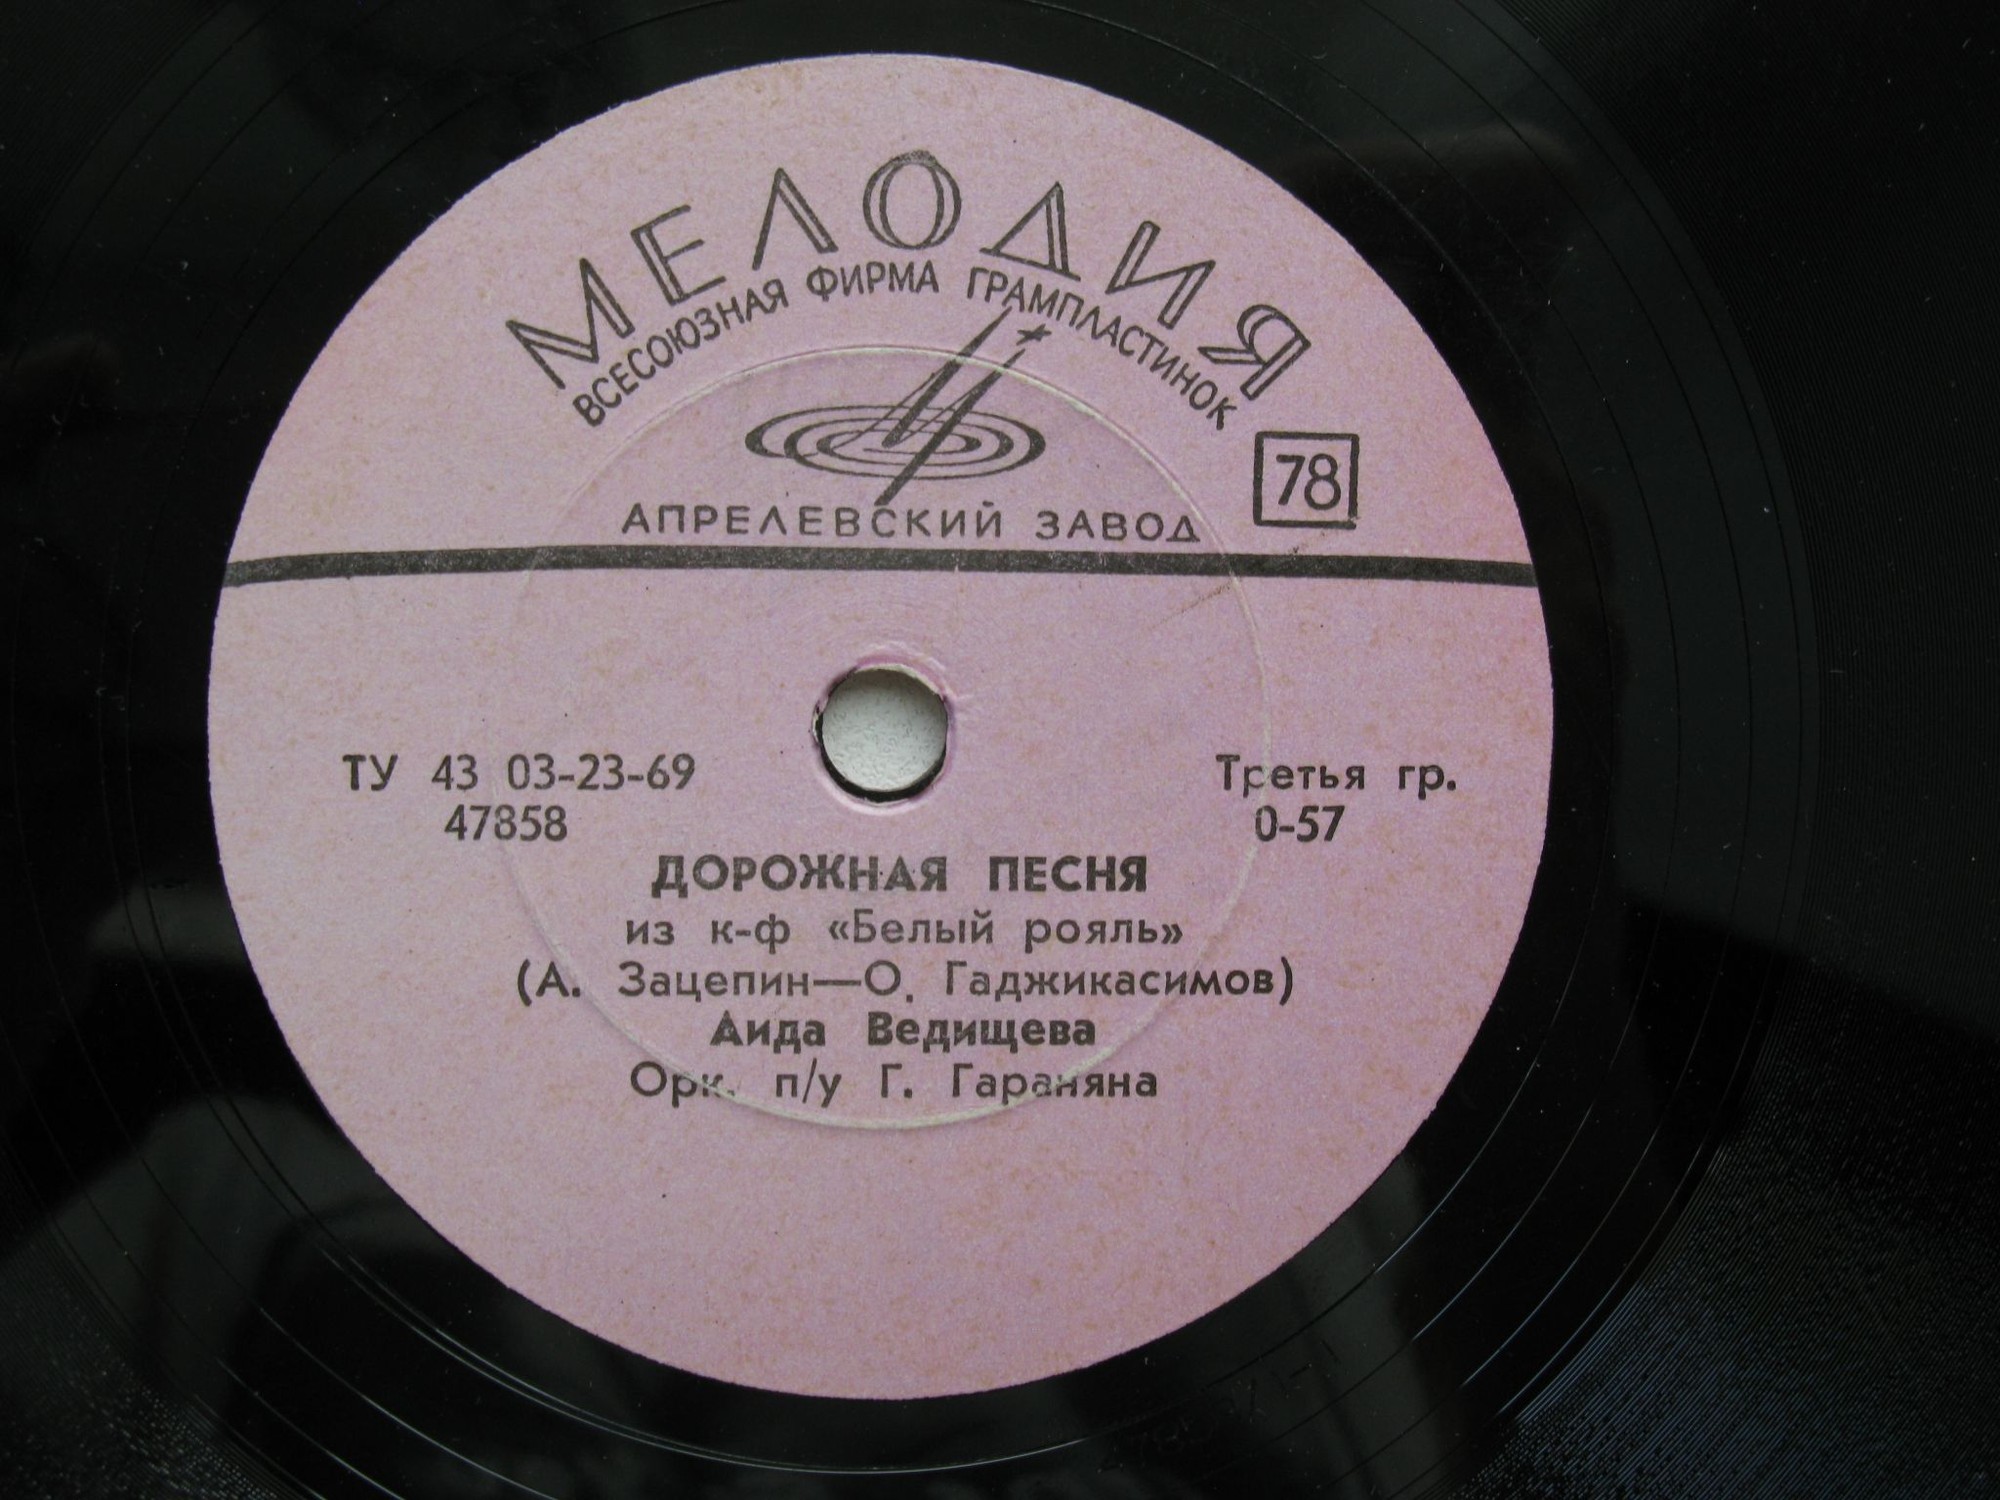 МЕЛОДИЯ
ВСЕСОЮЗНАЯ ФИРМА ГРАМПЛАСТИНОК
78
АПРЕЛЕВСКИЙ ЗАВОД
ТУ 43 03-23-69
47858
Третья гр.
0-57
ДОРОЖНАЯ ПЕСНЯ
из к-ф «Белый рояль»
(А. Зацепин—О. Гаджикасимов)
Аида Ведищева
Орк. п/у Г. Гараняна